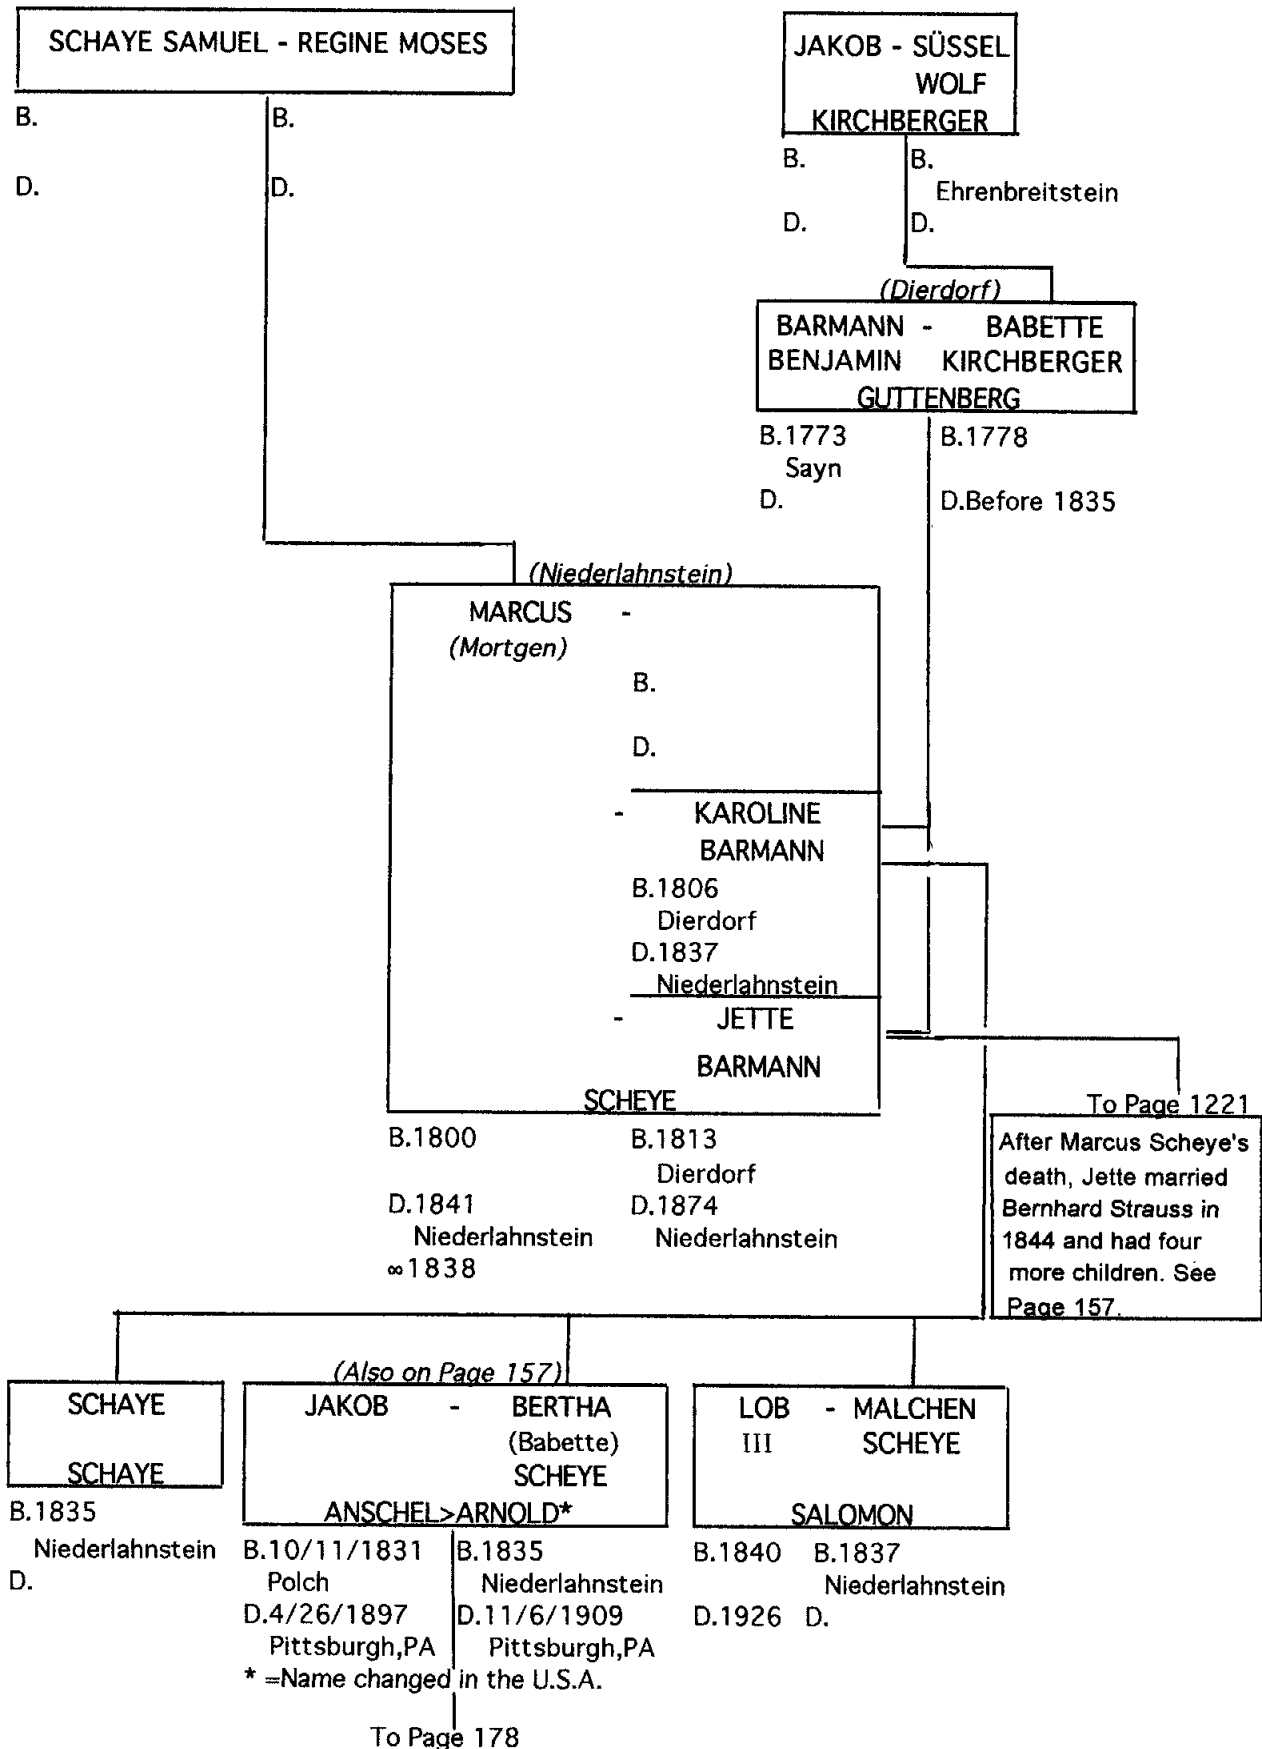 SCHAYE SAMUEL - REGINE MOSES
B. B.
D. D.
JAKOB - SÜSSEL
WOLF
KIRCHBERGER
B. B.
Ehrenbreitstein
D. D.
(Dierdorf)
BARMANN - BABETTE
BENJAMIN KIRCHBERGER
GUTTENBERG
B.1773 B.1778
Sayn
D. D.Before 1835
(Niederlahnstein)
MARCUS -
(Mortgen)
B.
D.
- KAROLINE
BARMANN
B.1806
Dierdorf
D.1837
Niederlahnstein
- JETTE
BARMANN
SCHEYE
B.1800 B.1813
Dierdorf
D.1841 D.1874
Niederlahnstein Niederlahnstein
∞1838
To Page 1221
After Marcus Scheye's
death, Jette married
Bernhard Strauss in
1844 and had four
more children. See
Page 157.
SCHAYE
SCHAYE
B.1835
Niederlahnstein
D.
(Also on Page 157)
JAKOB - BERTHA
(Babette)
SCHEYE
ANSCHEL>ARNOLD*
B.10/11/1831 B.1835
Polch Niederlahnstein
D.4/26/1897 D.11/6/1909
Pittsburgh,PA Pittsburgh,PA
* =Name changed in the U.S.A.
To Page 178
LOB - MALCHEN
III SCHEYE
SALOMON
B.1840 B.1837
Niederlahnstein
D.1926 D.